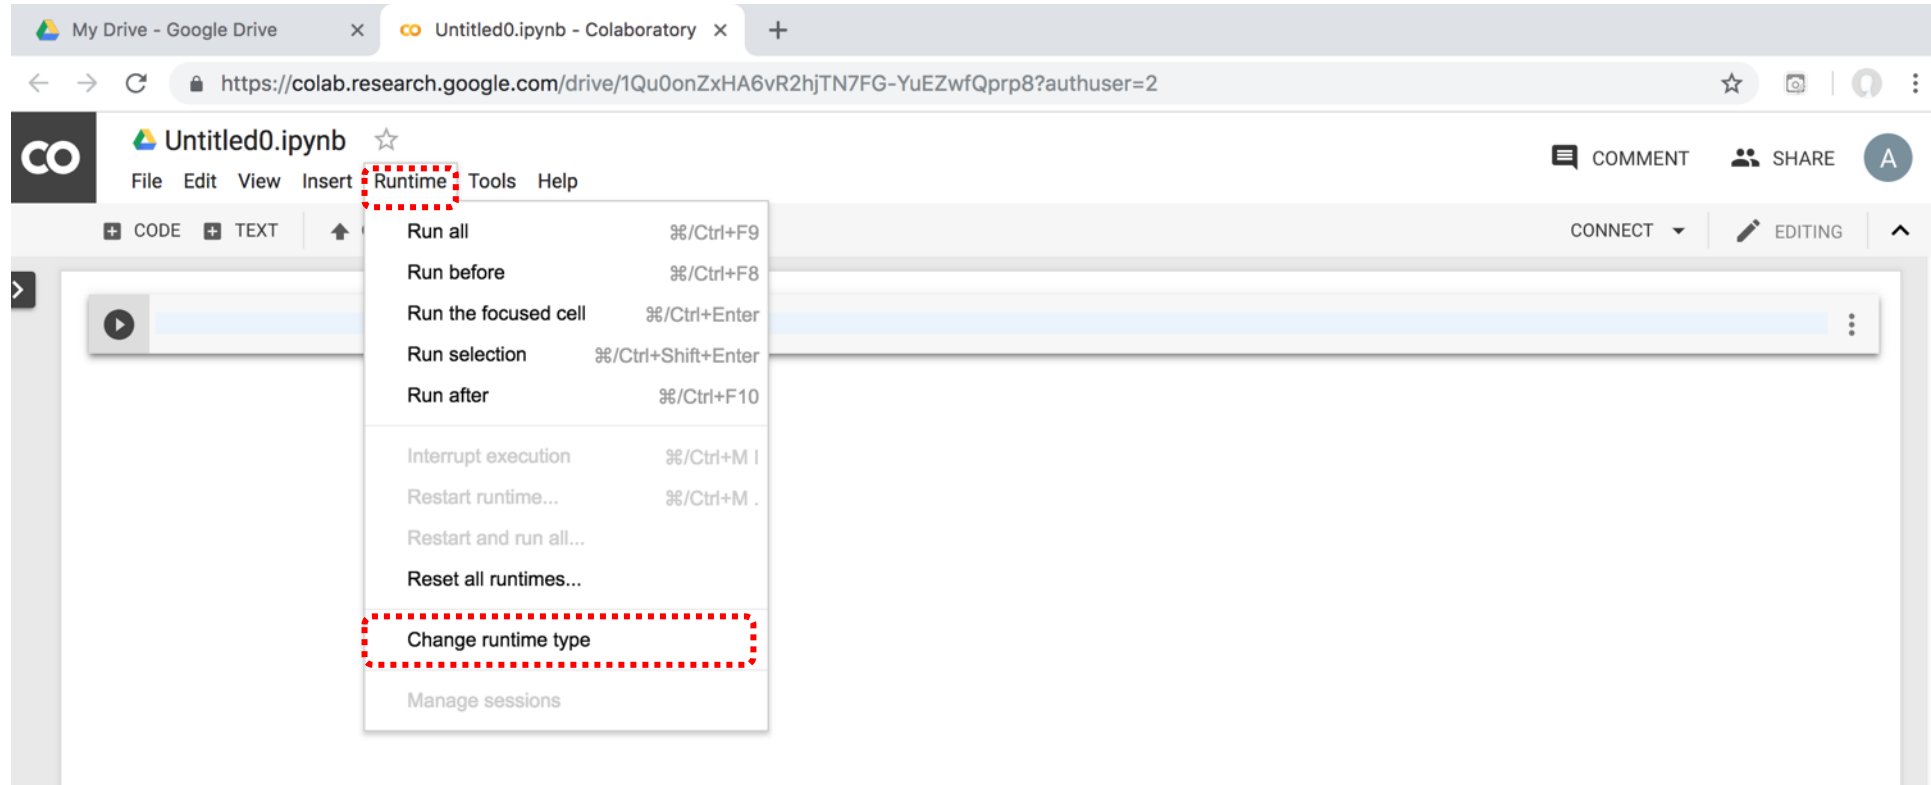 My Drive - Google Drive
Untitled0.ipynb - Colaboratory
https://colab.research.google.com/drive/1Qu0onZxHA6vR2hjTN7FG-YuEZwfQprp8?authuser=2
CO Untitled0.ipynb
COMMENT SHARE A
File Edit View Insert Runtime Tools Help
CODE TEXT
CONNECT EDITING
Run all ⌘/Ctrl+F9
Run before ⌘/Ctrl+F8
Run the focused cell ⌘/Ctrl+Enter
Run selection ⌘/Ctrl+Shift+Enter
Run after ⌘/Ctrl+F10
Interrupt execution ⌘/Ctrl+M I
Restart runtime... ⌘/Ctrl+M .
Restart and run all...
Reset all runtimes...
Change runtime type
Manage sessions